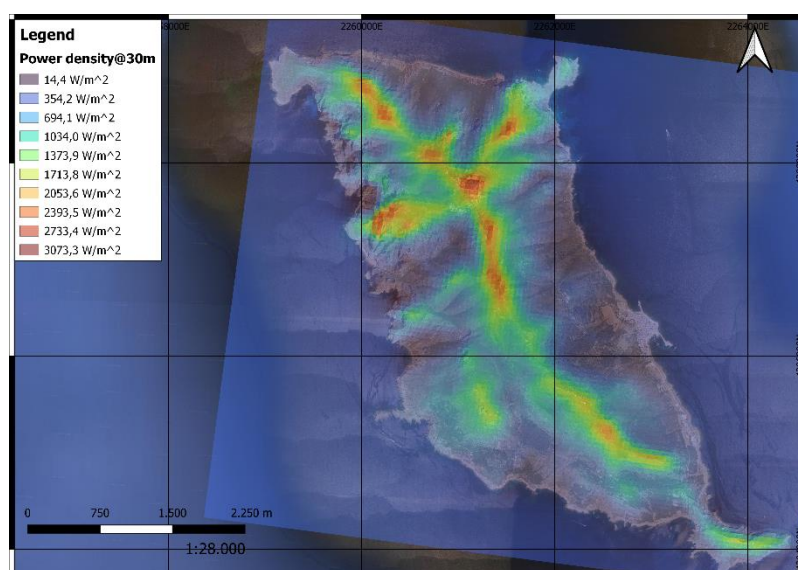 2260000E
2264000E
Legend
Power density@30m
14,4 W/m^2
354,2 W/m^2
694,1 W/m^2
1034,0 W/m^2
1373,9 W/m^2
1713,8 W/m^2
2053,6 W/m^2
2393,5 W/m^2
2733,4 W/m^2
3073,3 W/m^2
0 750 1.500 2.250 m
1:28.000